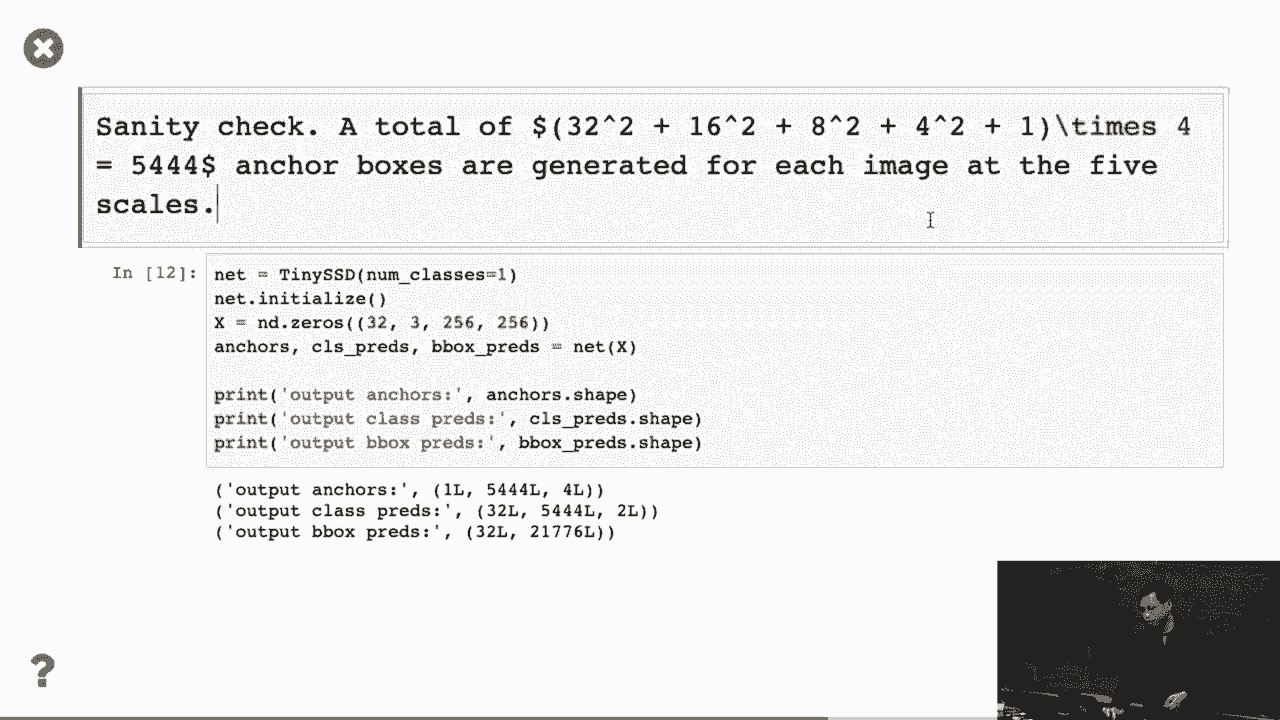 Sanity check. A total of $(32^2 + 16^2 + 8^2 + 4^2 + 1)\times 4
= 5444$ anchor boxes are generated for each image at the five
scales.
In [12]:
net = TinySSD(num_classes=1)
net.initialize()
X = nd.zeros((32, 3, 256, 256))
anchors, cls_preds, bbox_preds = net(X)
print('output anchors:', anchors.shape)
print('output class preds:', cls_preds.shape)
print('output bbox preds:', bbox_preds.shape)
('output anchors:', (1L, 5444L, 4L))
('output class preds:', (32L, 5444L, 2L))
('output bbox preds:', (32L, 21776L))
?